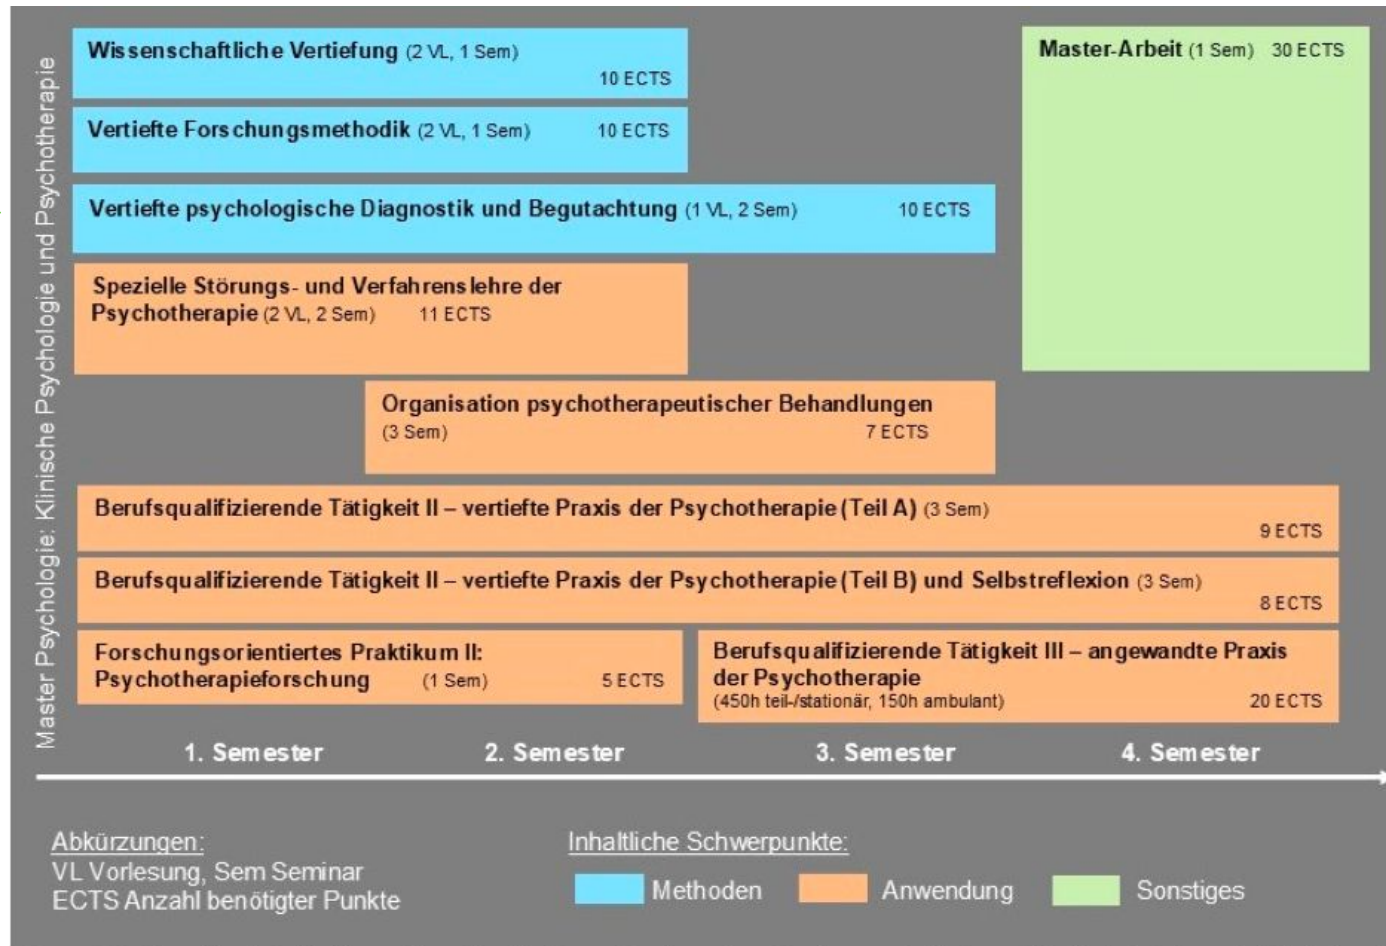 Master Psychologie: Klinische Psychologie und Psychotherapie
Wissenschaftliche Vertiefung (2 VL, 1 Sem)
10 ECTS
Vertiefte Forschungsmethodik (2 VL, 1 Sem) 10 ECTS
Vertiefte psychologische Diagnostik und Begutachtung (1 VL, 2 Sem) 10 ECTS
Spezielle Störungs- und Verfahrenslehre der
Psychotherapie (2 VL, 2 Sem) 11 ECTS
Organisation psychotherapeutischer Behandlungen
(3 Sem) 7 ECTS
Berufsqualifizierende Tätigkeit II – vertiefte Praxis der Psychotherapie (Teil A) (3 Sem)
9 ECTS
Berufsqualifizierende Tätigkeit II – vertiefte Praxis der Psychotherapie (Teil B) und Selbstreflexion (3 Sem)
8 ECTS
Forschungsorientiertes Praktikum II:
Psychotherapieforschung (1 Sem) 5 ECTS
Berufsqualifizierende Tätigkeit III – angewandte Praxis
der Psychotherapie
(450h teil-/stationär, 150h ambulant) 20 ECTS
Master-Arbeit (1 Sem) 30 ECTS
1. Semester 2. Semester 3. Semester 4. Semester
Abkürzungen:
VL Vorlesung, Sem Seminar
ECTS Anzahl benötigter Punkte
Inhaltliche Schwerpunkte:
Methoden Anwendung Sonstiges